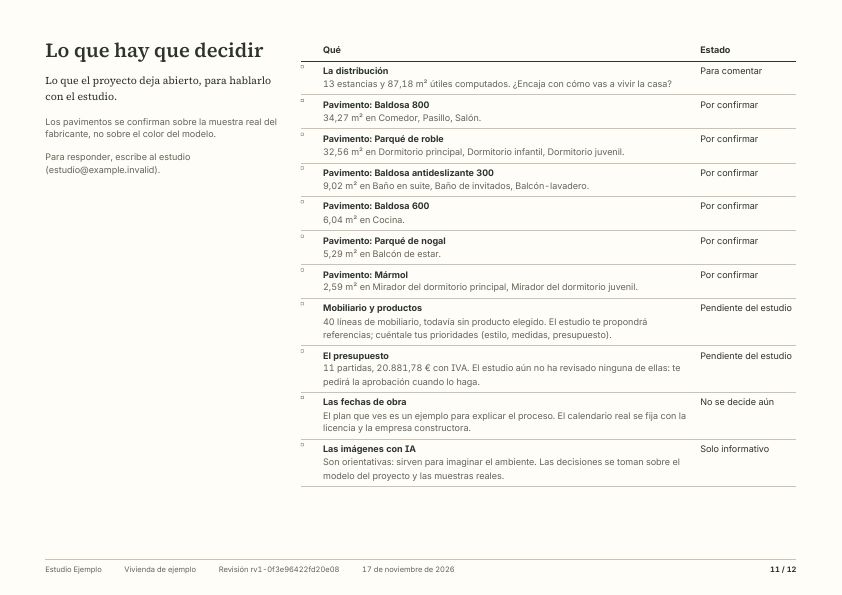 Lo que hay que decidir
Lo que el proyecto deja abierto, para hablarlo
con el estudio.
Los pavimentos se confirman sobre la muestra real del
fabricante, no sobre el color del modelo.
Para responder, escribe al estudio
(estudio@example.invalid).
Qué Estado
La distribución Para comentar
13 estancias y 87,18 m² útiles computados. ¿Encaja con cómo vas a vivir la casa?
Pavimento: Baldosa 800 Por confirmar
34,27 m² en Comedor, Pasillo, Salón.
Pavimento: Parqué de roble Por confirmar
32,56 m² en Dormitorio principal, Dormitorio infantil, Dormitorio juvenil.
Pavimento: Baldosa antideslizante 300 Por confirmar
9,02 m² en Baño en suite, Baño de invitados, Balcón-lavadero.
Pavimento: Baldosa 600 Por confirmar
6,04 m² en Cocina.
Pavimento: Parqué de nogal Por confirmar
5,29 m² en Balcón de estar.
Pavimento: Mármol Por confirmar
2,59 m² en Mirador del dormitorio principal, Mirador del dormitorio juvenil.
Mobiliario y productos Pendiente del estudio
40 líneas de mobiliario, todavía sin producto elegido. El estudio te propondrá
referencias; cuéntale tus prioridades (estilo, medidas, presupuesto).
El presupuesto Pendiente del estudio
11 partidas, 20.881,78 € con IVA. El estudio aún no ha revisado ninguna de ellas: te
pedirá la aprobación cuando lo haga.
Las fechas de obra No se decide aún
El plan que ves es un ejemplo para explicar el proceso. El calendario real se fija con la
licencia y la empresa constructora.
Las imágenes con IA Solo informativo
Son orientativas: sirven para imaginar el ambiente. Las decisiones se toman sobre el
modelo del proyecto y las muestras reales.
Estudio Ejemplo Vivienda de ejemplo Revisión rv1-0f3e96422fd20e08 17 de noviembre de 2026 11 / 12